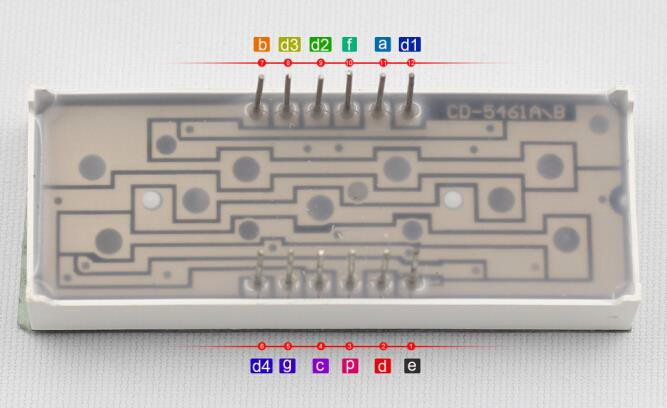 b d3 d2 f a d1
7 8 9 10 11 12
CD-5461A\B
6 5 4 3 2 1
d4 g c p d e